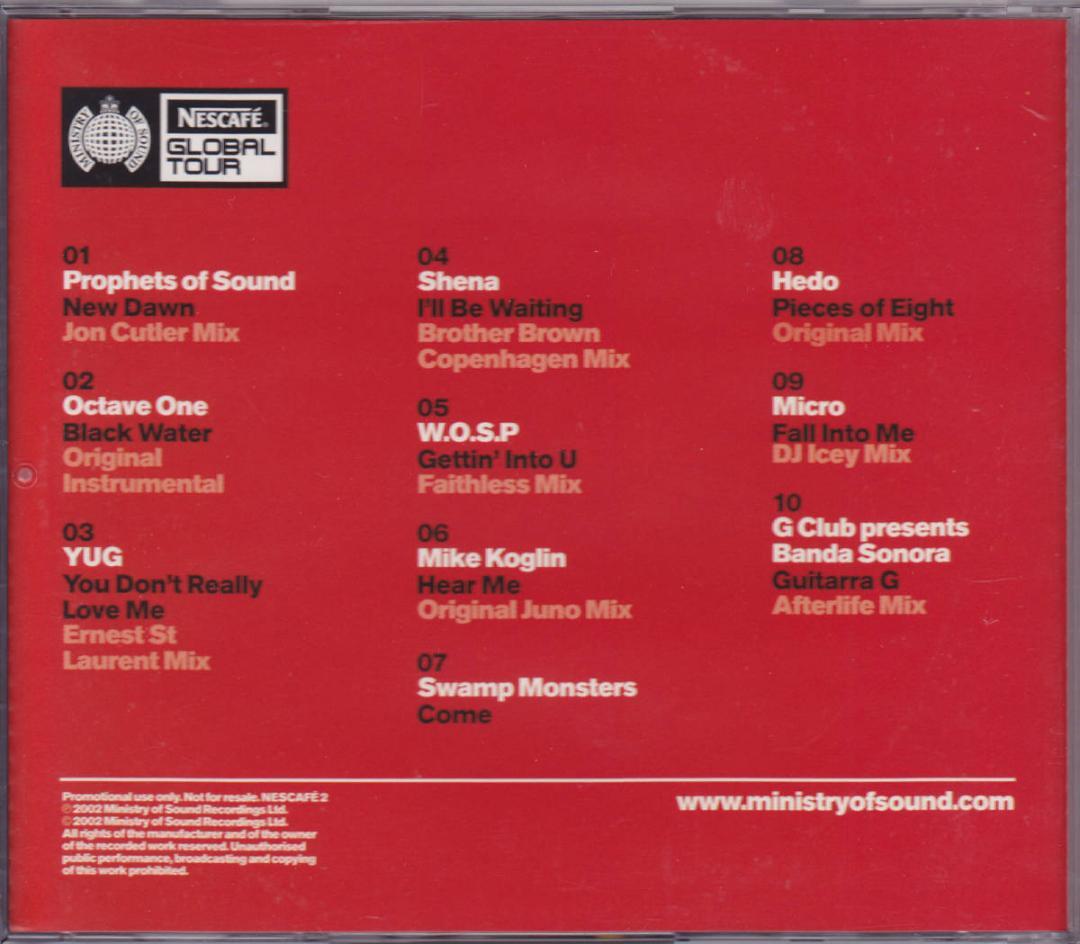 MINISTRY OF SOUND
NESCAFÉ®
GLOBAL
TOUR
01
Prophets of Sound
New Dawn
Jon Cutler Mix
02
Octave One
Black Water
Original
Instrumental
03
YUG
You Don't Really
Love Me
Ernest St
Laurent Mix
04
Shena
I'll Be Waiting
Brother Brown
Copenhagen Mix
05
W.O.S.P
Gettin' Into U
Faithless Mix
06
Mike Koglin
Hear Me
Original Juno Mix
07
Swamp Monsters
Come
08
Hedo
Pieces of Eight
Original Mix
09
Micro
Fall Into Me
DJ Icey Mix
10
G Club presents
Banda Sonora
Guitarra G
Afterlife Mix
Promotional use only. Not for resale. NESCAFÉ 2
℗ 2002 Ministry of Sound Recordings Ltd.
© 2002 Ministry of Sound Recordings Ltd.
All rights of the manufacturer and of the owner
of the recorded work reserved. Unauthorised
public performance, broadcasting and copying
of this work prohibited.
www.ministryofsound.com